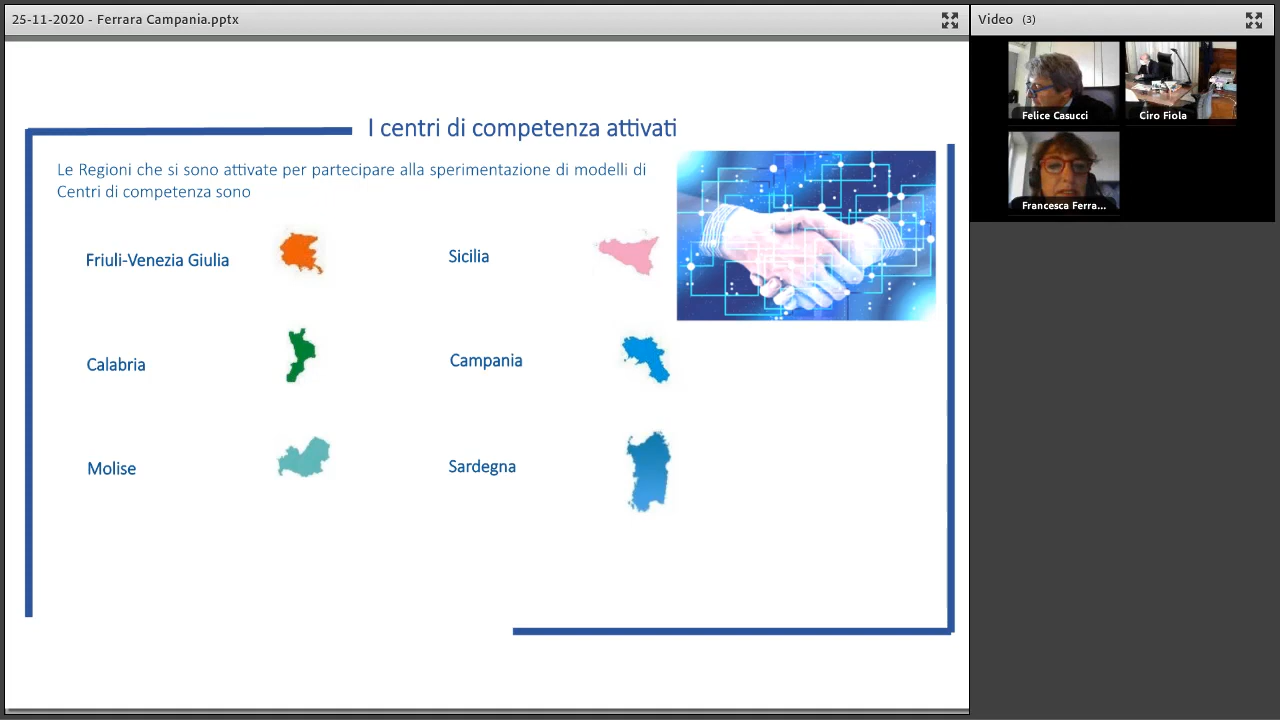 25-11-2020 - Ferrara Campania.pptx
Video (3)
Felice Casucci
Ciro Fiola
Francesca Ferra...
I centri di competenza attivati
Le Regioni che si sono attivate per partecipare alla sperimentazione di modelli di
Centri di competenza sono
Friuli-Venezia Giulia
Sicilia
Calabria
Campania
Molise
Sardegna